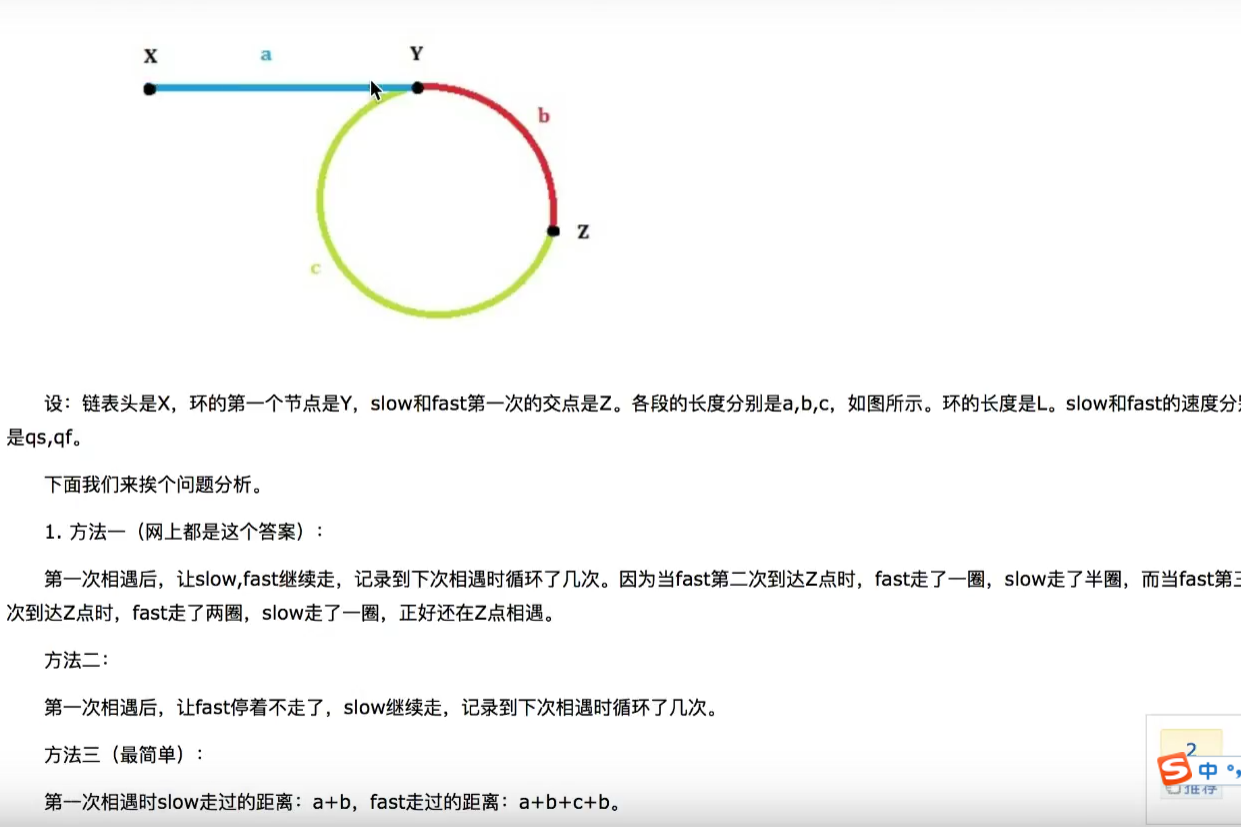 X a Y
b
Z
c
设：链表头是X，环的第一个节点是Y，slow和fast第一次的交点是Z。各段的长度分别是a,b,c，如图所示。环的长度是L。slow和fast的速度分
是qs,qf。
下面我们来挨个问题分析。
1. 方法一（网上都是这个答案）：
第一次相遇后，让slow,fast继续走，记录到下次相遇时循环了几次。因为当fast第二次到达Z点时，fast走了一圈，slow走了半圈，而当fast第三
次到达Z点时，fast走了两圈，slow走了一圈，正好还在Z点相遇。
方法二：
第一次相遇后，让fast停着不走了，slow继续走，记录到下次相遇时循环了几次。
方法三（最简单）：
2
中
推荐
第一次相遇时slow走过的距离：a+b，fast走过的距离：a+b+c+b。